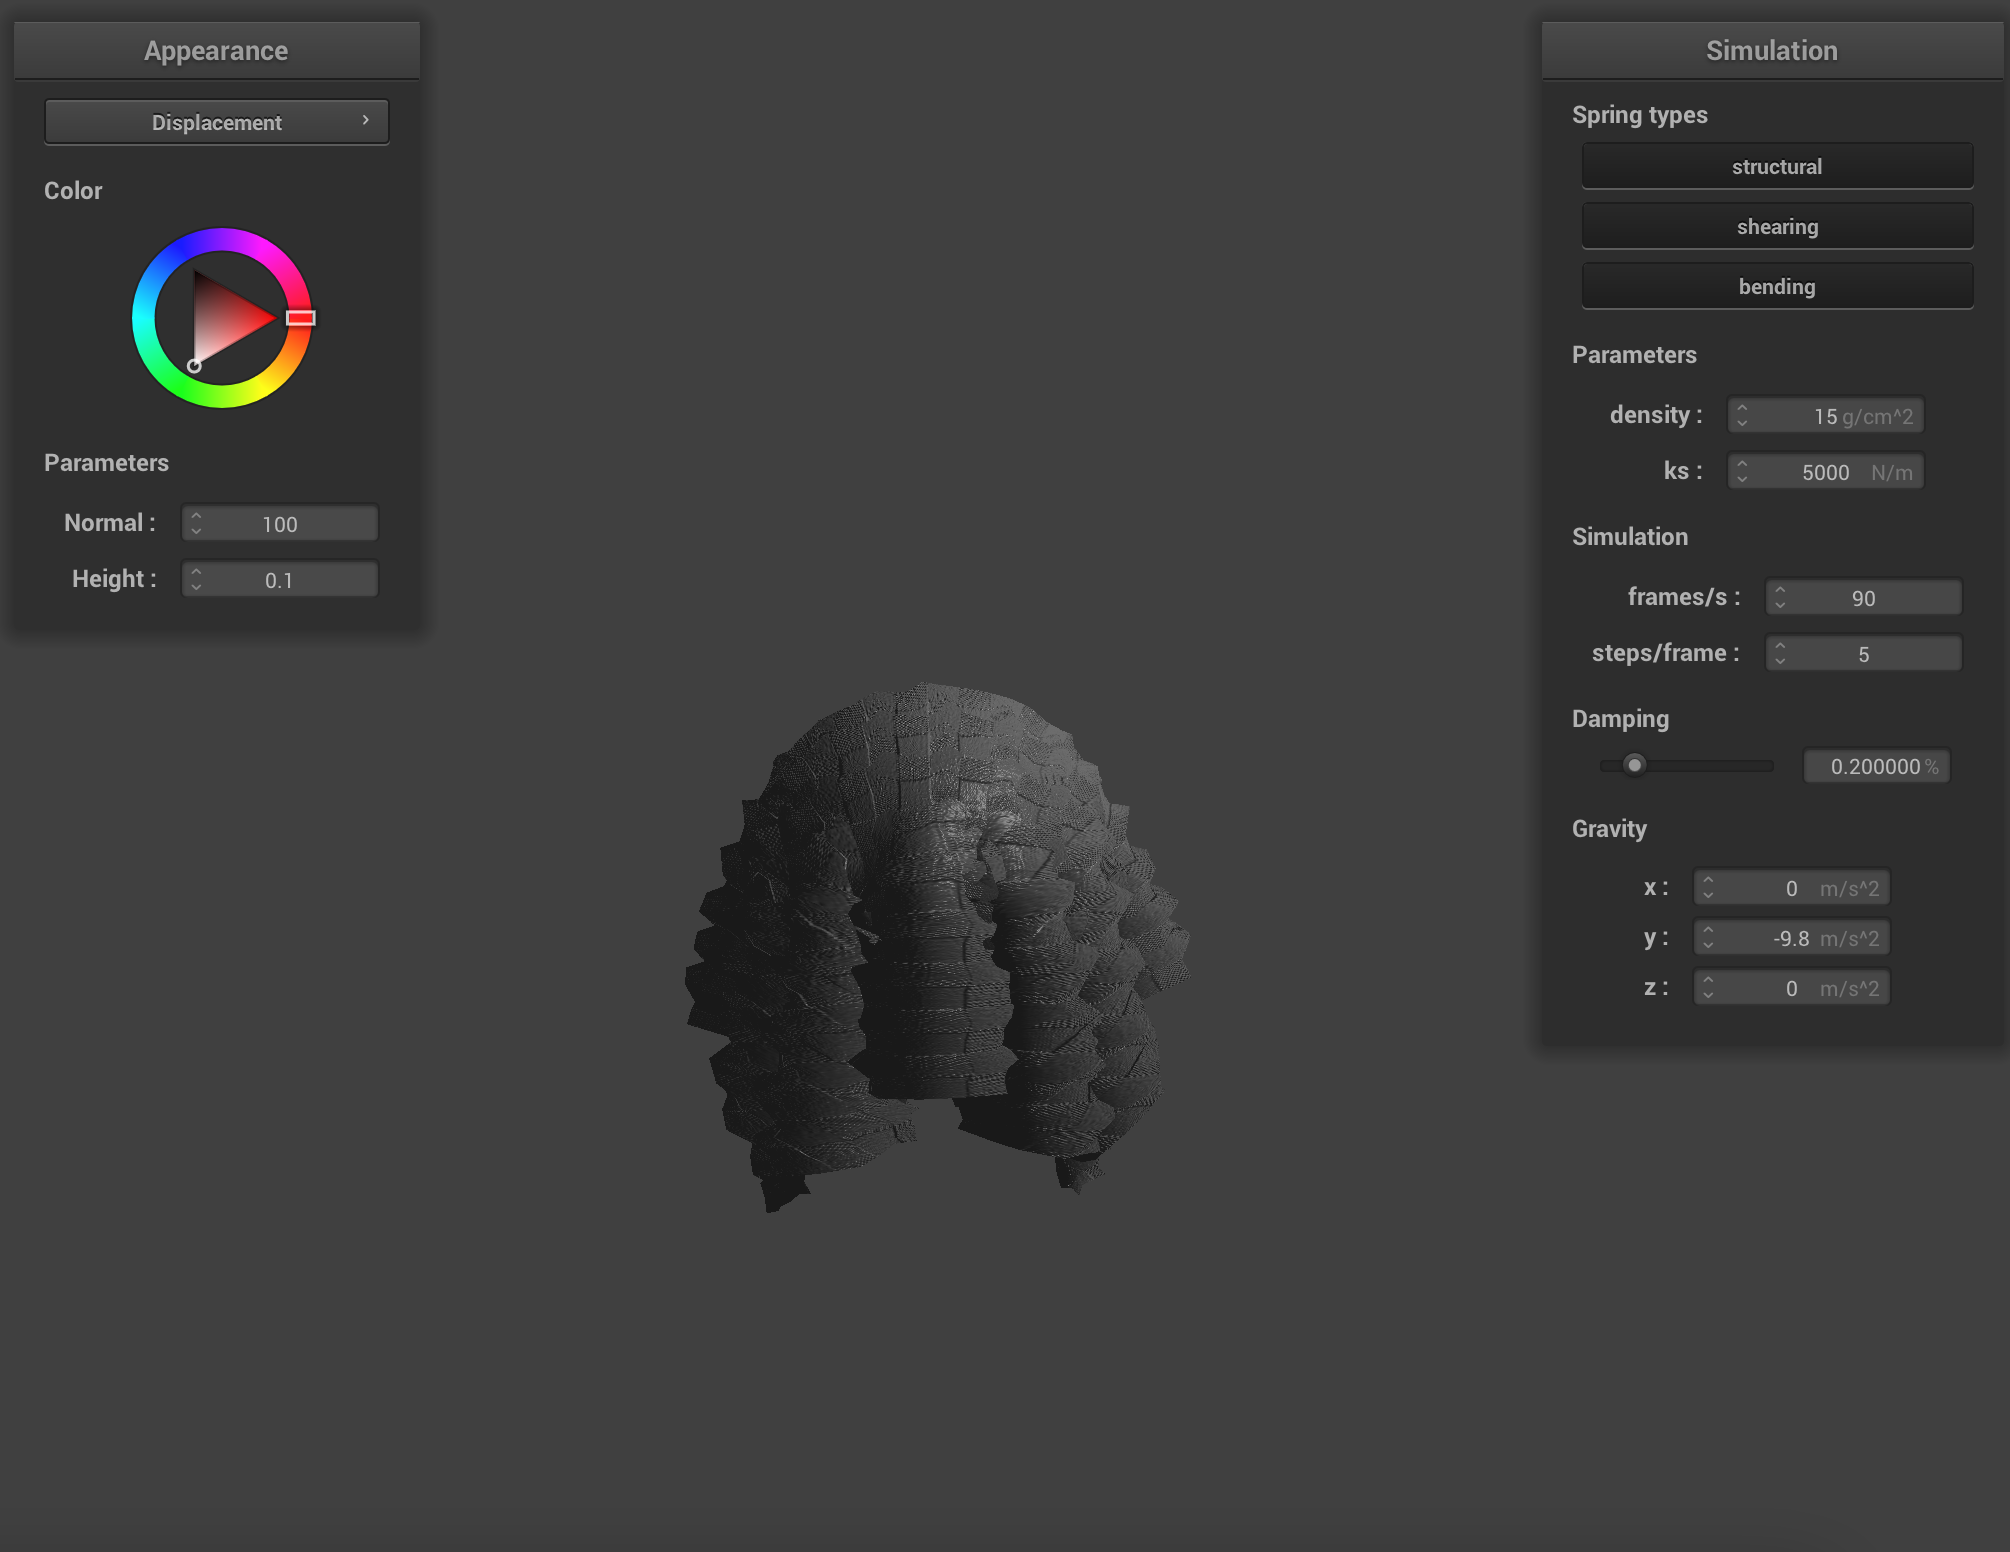 Appearance
Displacement
Color
Parameters
Normal : 100
Height : 0.1
Simulation
Spring types
structural
shearing
bending
Parameters
density : 15 g/cm^2
ks : 5000 N/m
Simulation
frames/s : 90
steps/frame : 5
Damping
0.200000 %
Gravity
x : 0 m/s^2
y : -9.8 m/s^2
z : 0 m/s^2